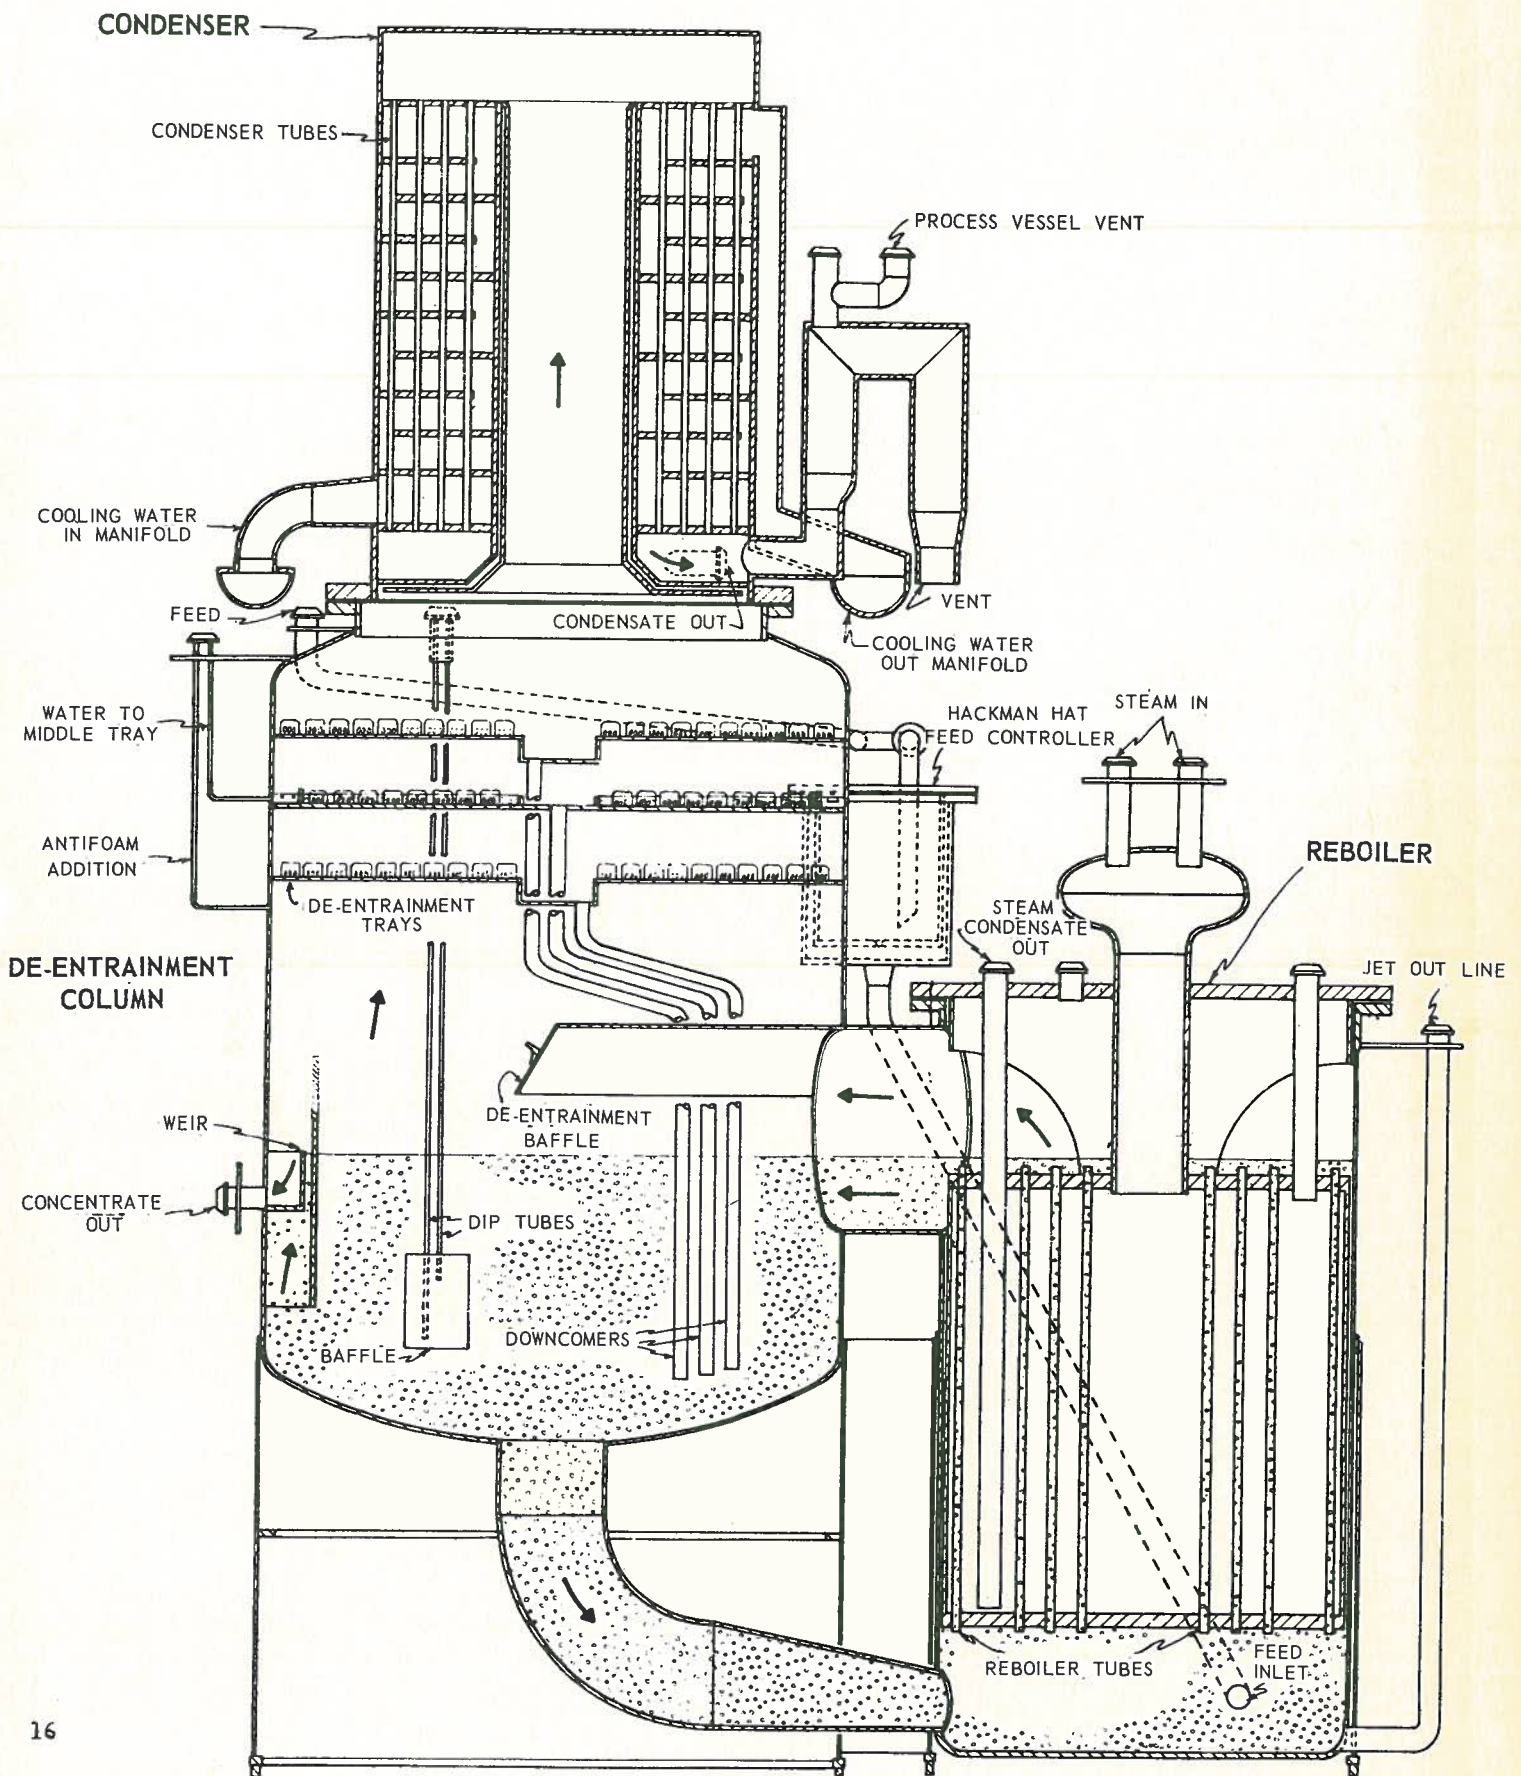 CONDENSER
CONDENSER TUBES
PROCESS VESSEL VENT
COOLING WATER
IN MANIFOLD
FEED
CONDENSATE OUT
VENT
COOLING WATER
OUT MANIFOLD
WATER TO
MIDDLE TRAY
HACKMAN HAT
FEED CONTROLLER
STEAM IN
ANTIFOAM
ADDITION
REBOILER
DE-ENTRAINMENT
TRAYS
STEAM
CONDENSATE
OUT
DE-ENTRAINMENT
COLUMN
JET OUT LINE
WEIR
DE-ENTRAINMENT
BAFFLE
CONCENTRATE
OUT
DIP TUBES
DOWNCOMERS
BAFFLE
REBOILER TUBES
FEED
INLET
16